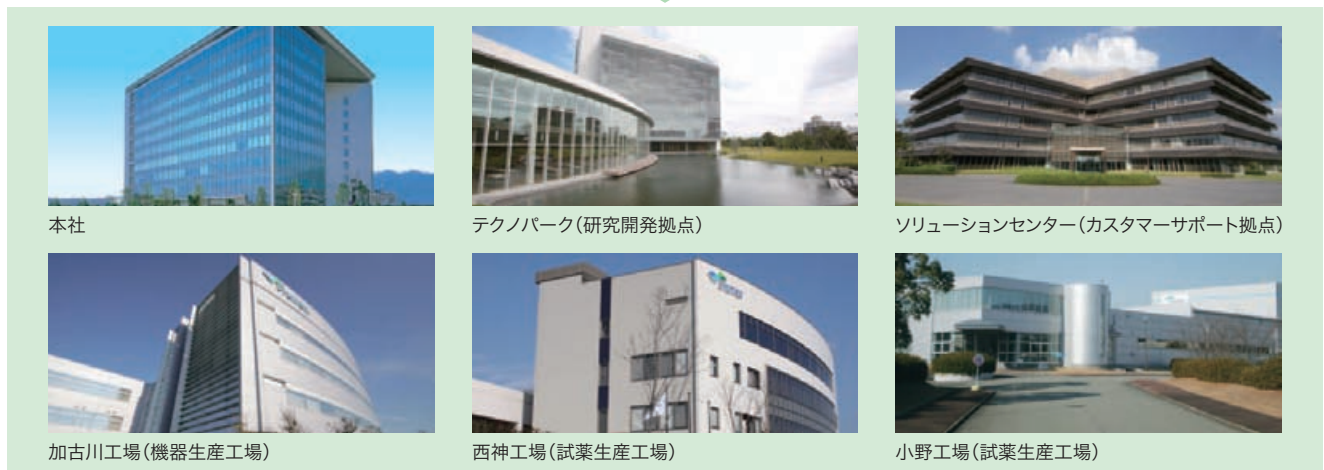 本社
テクノパーク(研究開発拠点)
ソリューションセンター(カスタマーサポート拠点)
加古川工場(機器生産工場)
西神工場(試薬生産工場)
小野工場(試薬生産工場)